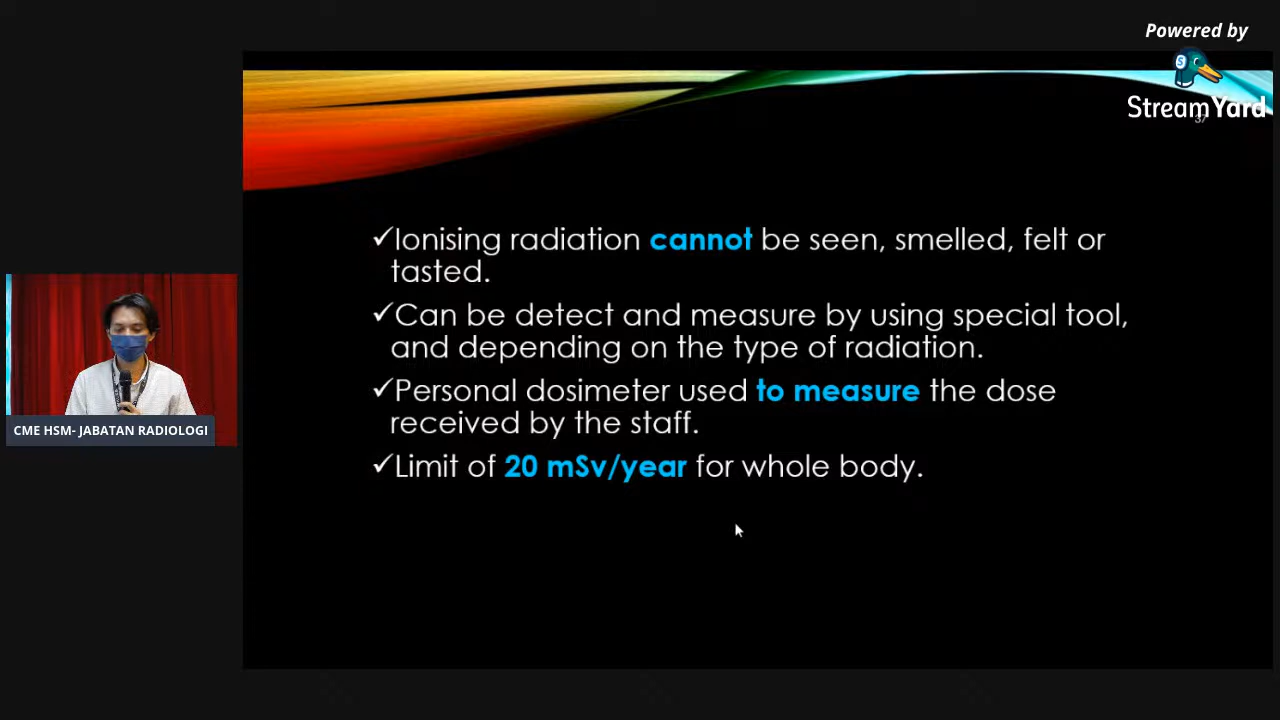 Powered by
StreamYard
37
✓Ionising radiation cannot be seen, smelled, felt or
tasted.
✓Can be detect and measure by using special tool,
and depending on the type of radiation.
✓Personal dosimeter used to measure the dose
received by the staff.
✓Limit of 20 mSv/year for whole body.
CME HSM- JABATAN RADIOLOGI